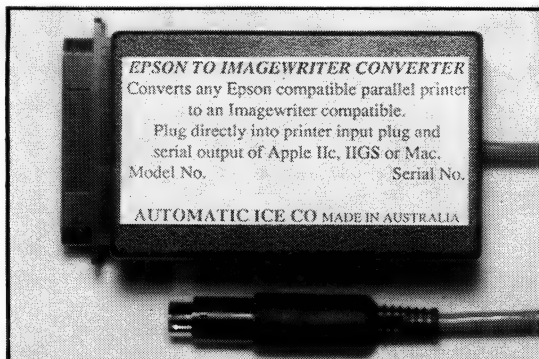 EPSON TO IMAGEWRITER CONVERTER
Converts any Epson compatible parallel printer
to an Imagewriter compatible.
Plug directly into printer input plug and
serial output of Apple IIc, IIGS or Mac.
Model No. Serial No.
AUTOMATIC ICE CO MADE IN AUSTRALIA